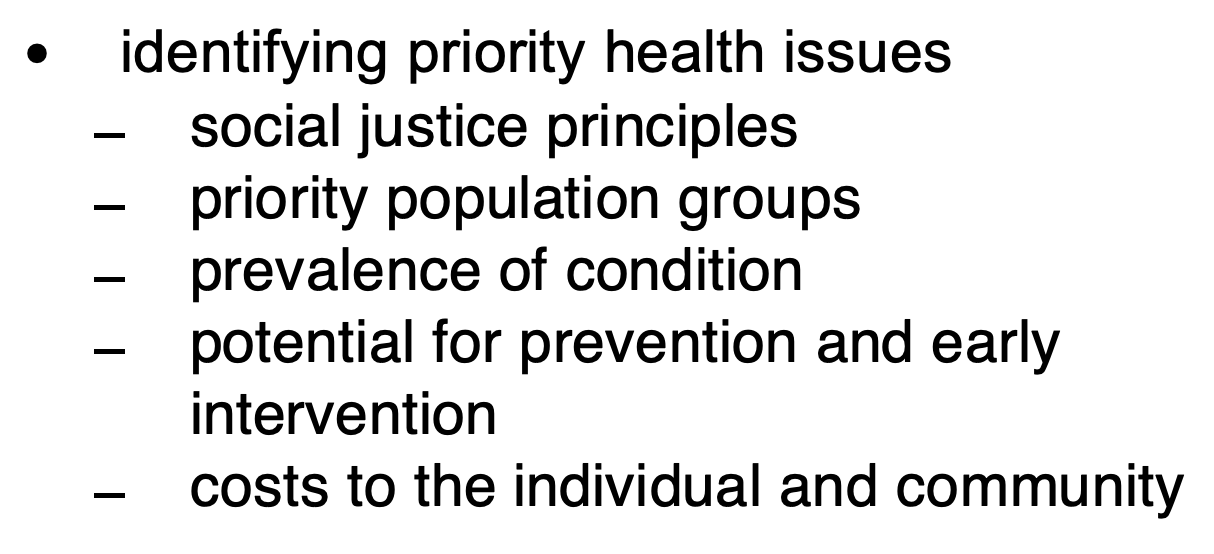 • identifying priority health issues
– social justice principles
– priority population groups
– prevalence of condition
– potential for prevention and early
intervention
– costs to the individual and community